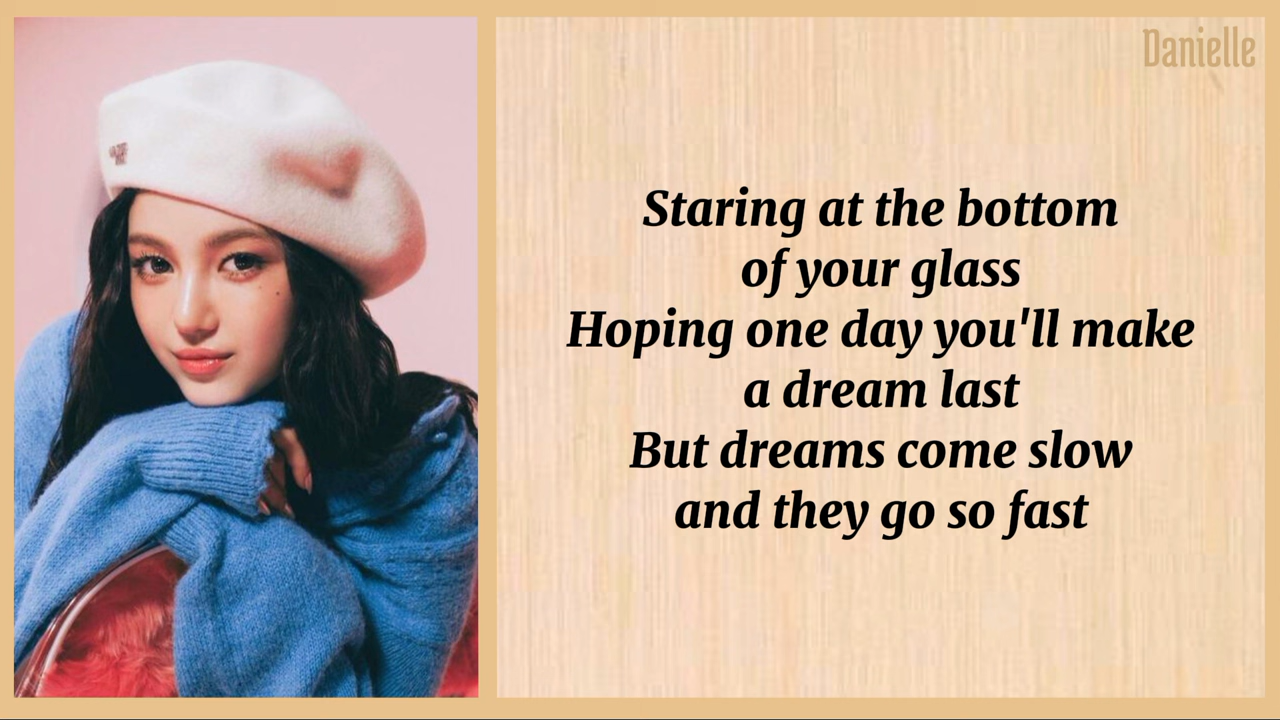 Danielle
Staring at the bottom
of your glass
Hoping one day you'll make
a dream last
But dreams come slow
and they go so fast